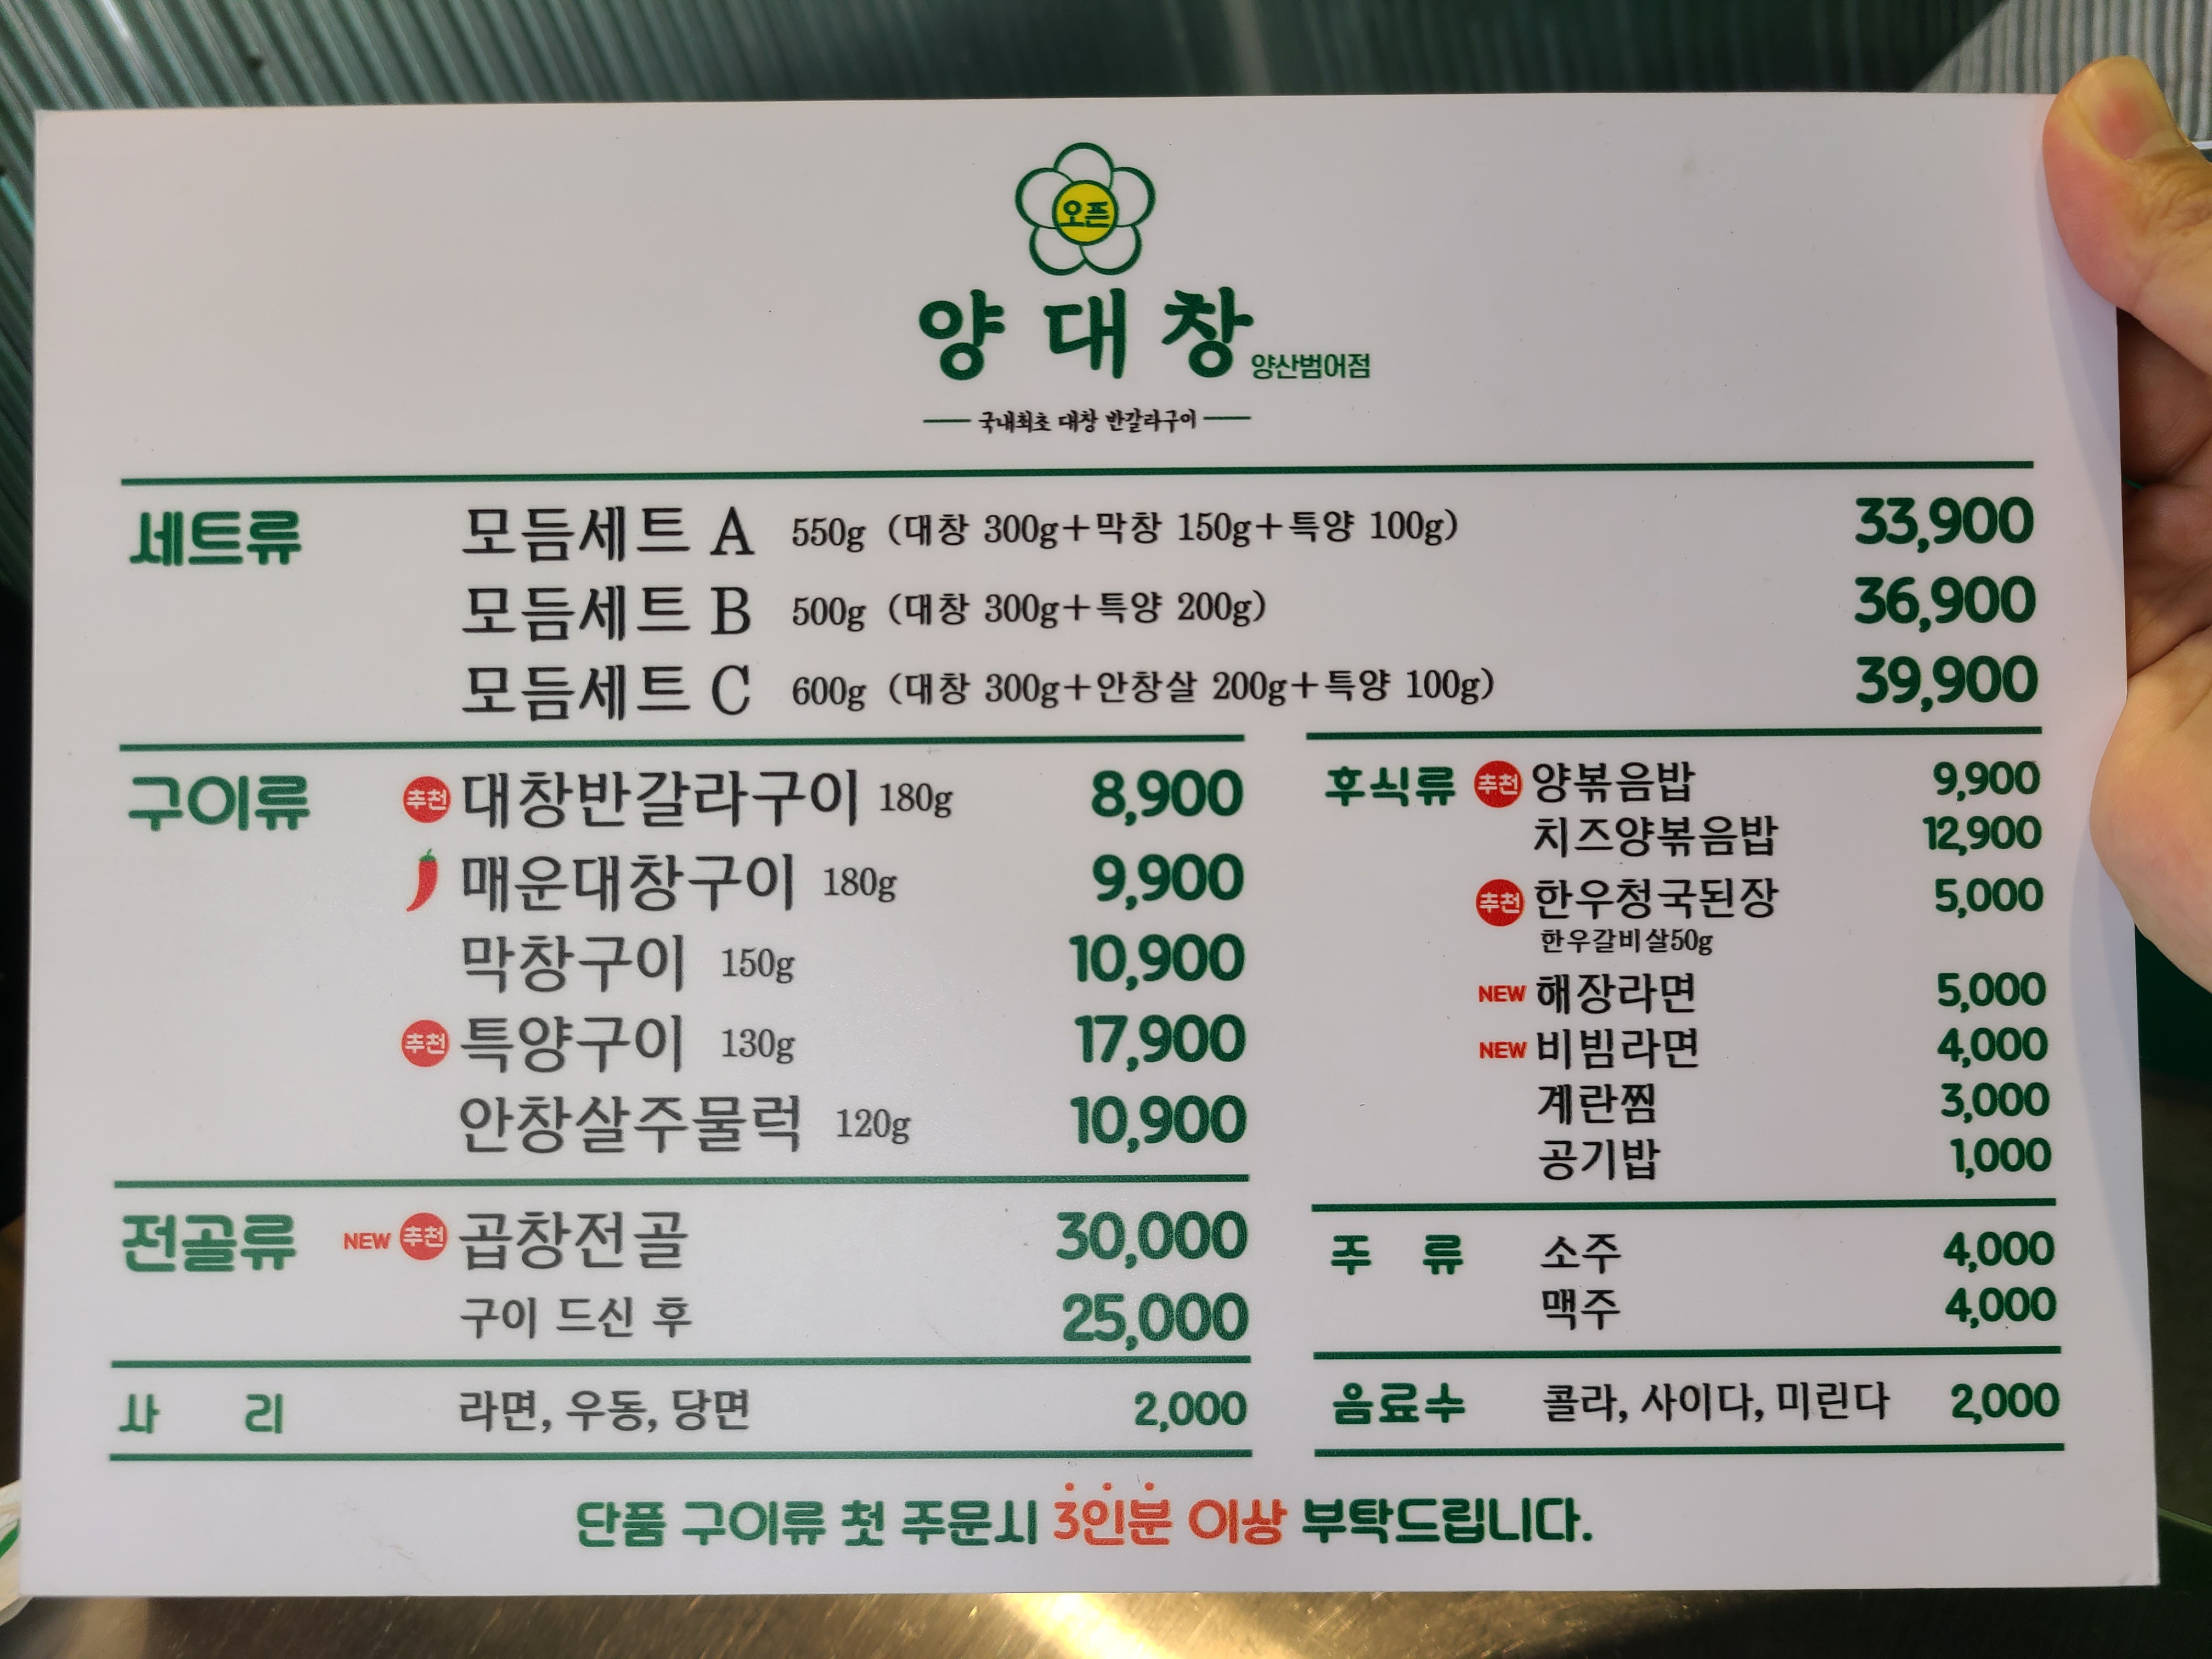 오픈
양대창 양산범어점
국내최초 대창 반갈라구이
세트류
모듬세트 A 550g (대창 300g+막창 150g+특양 100g) 33,900
모듬세트 B 500g (대창 300g+특양 200g) 36,900
모듬세트 C 600g (대창 300g+안창살 200g+특양 100g) 39,900
구이류
추천 대창반갈라구이 180g 8,900
매운대창구이 180g 9,900
막창구이 150g 10,900
추천 특양구이 130g 17,900
안창살주물럭 120g 10,900
전골류
NEW 추천 곱창전골 30,000
구이 드신 후 25,000
사 리 라면, 우동, 당면 2,000
후식류
추천 양볶음밥 9,900
치즈양볶음밥 12,900
추천 한우청국된장 5,000
한우갈비살50g
NEW 해장라면 5,000
NEW 비빔라면 4,000
계란찜 3,000
공기밥 1,000
주 류
소주 4,000
맥주 4,000
음료수 콜라, 사이다, 미린다 2,000
단품 구이류 첫 주문시 3인분 이상 부탁드립니다.